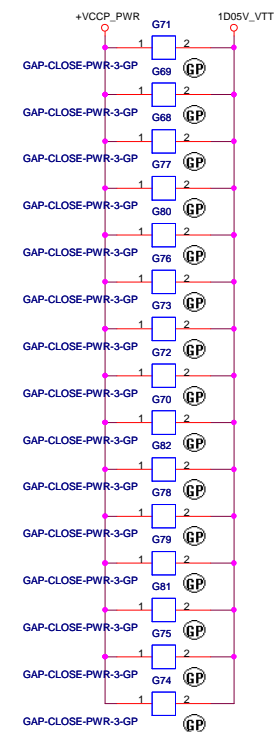 +VCCP_PWR 1D05V_VTT
G71
1 2
GAP-CLOSE-PWR-3-GP GP
G69
1 2
GAP-CLOSE-PWR-3-GP GP
G68
1 2
GAP-CLOSE-PWR-3-GP GP
G77
1 2
GAP-CLOSE-PWR-3-GP GP
G80
1 2
GAP-CLOSE-PWR-3-GP GP
G76
1 2
GAP-CLOSE-PWR-3-GP GP
G73
1 2
GAP-CLOSE-PWR-3-GP GP
G72
1 2
GAP-CLOSE-PWR-3-GP GP
G70
1 2
GAP-CLOSE-PWR-3-GP GP
G82
1 2
GAP-CLOSE-PWR-3-GP GP
G78
1 2
GAP-CLOSE-PWR-3-GP GP
G79
1 2
GAP-CLOSE-PWR-3-GP GP
G81
1 2
GAP-CLOSE-PWR-3-GP GP
G75
1 2
GAP-CLOSE-PWR-3-GP GP
G74
1 2
GAP-CLOSE-PWR-3-GP GP